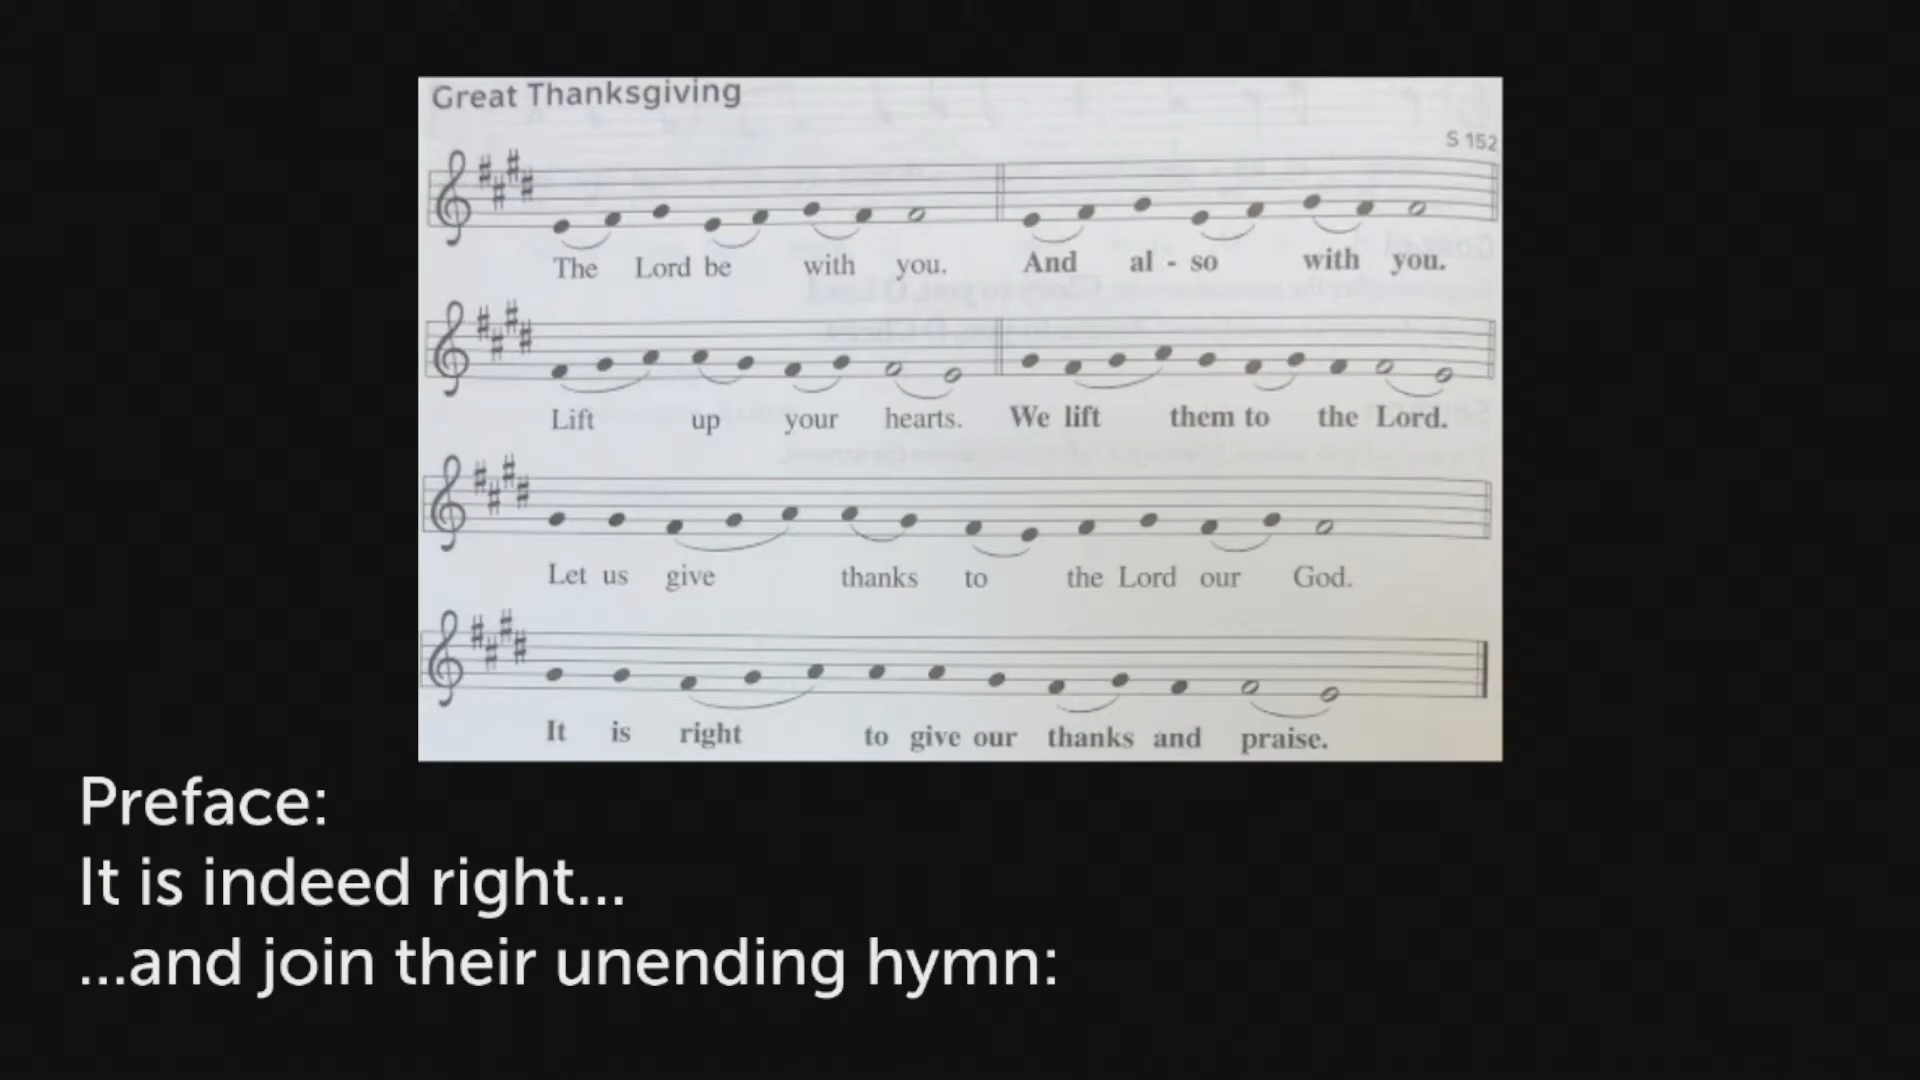 Great Thanksgiving
S 152
The Lord be with you. And al - so with you.
Lift up your hearts. We lift them to the Lord.
Let us give thanks to the Lord our God.
It is right to give our thanks and praise.
Preface:
It is indeed right...
...and join their unending hymn: